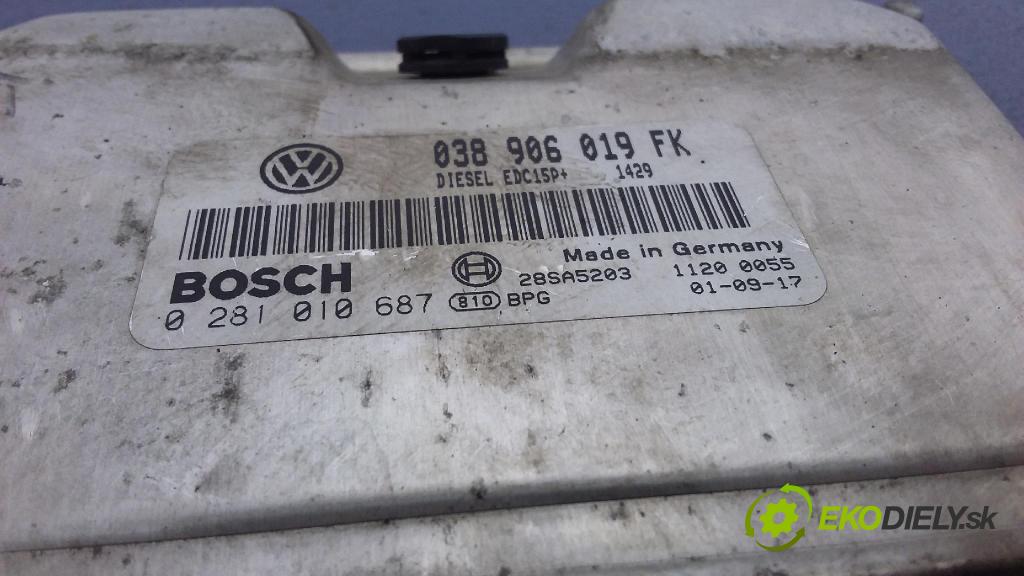 VW
038 906 019 FK
DIESEL EDC15P+ 1429
Made in Germany
BOSCH 28SA5203 1120 0055
0 281 010 687 810 BPG 01-09-17
EKODIELY.sk